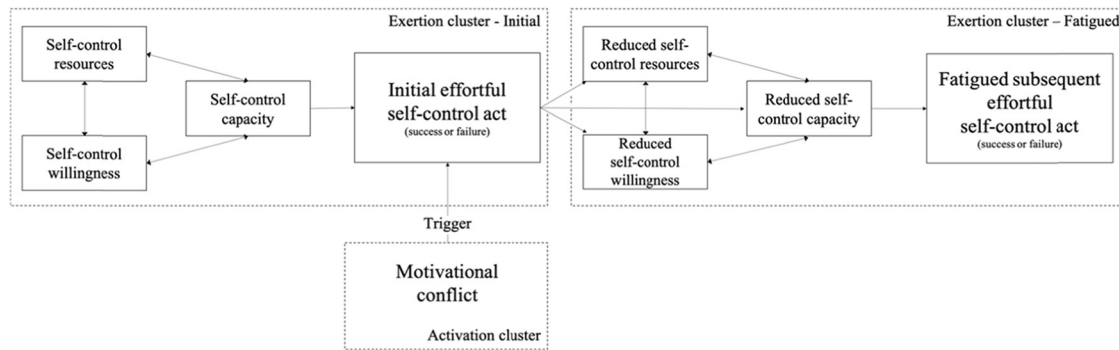 Exertion cluster - Initial
Self-control
resources
Self-control
capacity
Self-control
willingness
Initial effortful
self-control act
(success or failure)
Exertion cluster – Fatigued
Reduced self-
control resources
Reduced self-
control capacity
Reduced
self-control
willingness
Fatigued subsequent
effortful
self-control act
(success or failure)
Trigger
Motivational
conflict
Activation cluster